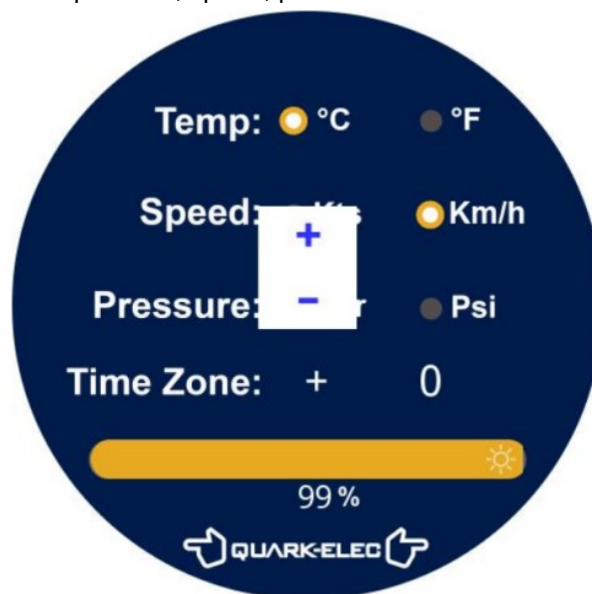 Temp: °C °F
Speed: Km/h
+
Pressure: − Psi
Time Zone: + 0
99 %
QUARK-ELEC